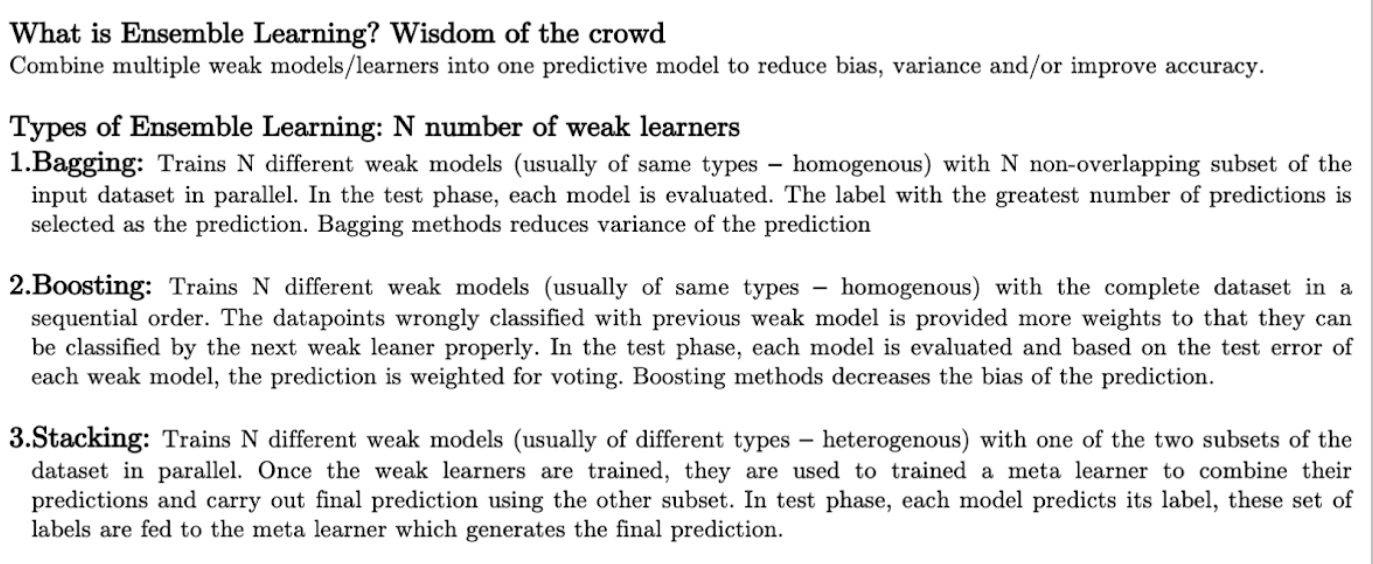 What is Ensemble Learning? Wisdom of the crowd
Combine multiple weak models/learners into one predictive model to reduce bias, variance and/or improve accuracy.
Types of Ensemble Learning: N number of weak learners
1.Bagging: Trains N different weak models (usually of same types – homogenous) with N non-overlapping subset of the
input dataset in parallel. In the test phase, each model is evaluated. The label with the greatest number of predictions is
selected as the prediction. Bagging methods reduces variance of the prediction
2.Boosting: Trains N different weak models (usually of same types – homogenous) with the complete dataset in a
sequential order. The datapoints wrongly classified with previous weak model is provided more weights to that they can
be classified by the next weak leaner properly. In the test phase, each model is evaluated and based on the test error of
each weak model, the prediction is weighted for voting. Boosting methods decreases the bias of the prediction.
3.Stacking: Trains N different weak models (usually of different types – heterogenous) with one of the two subsets of the
dataset in parallel. Once the weak learners are trained, they are used to trained a meta learner to combine their
predictions and carry out final prediction using the other subset. In test phase, each model predicts its label, these set of
labels are fed to the meta learner which generates the final prediction.